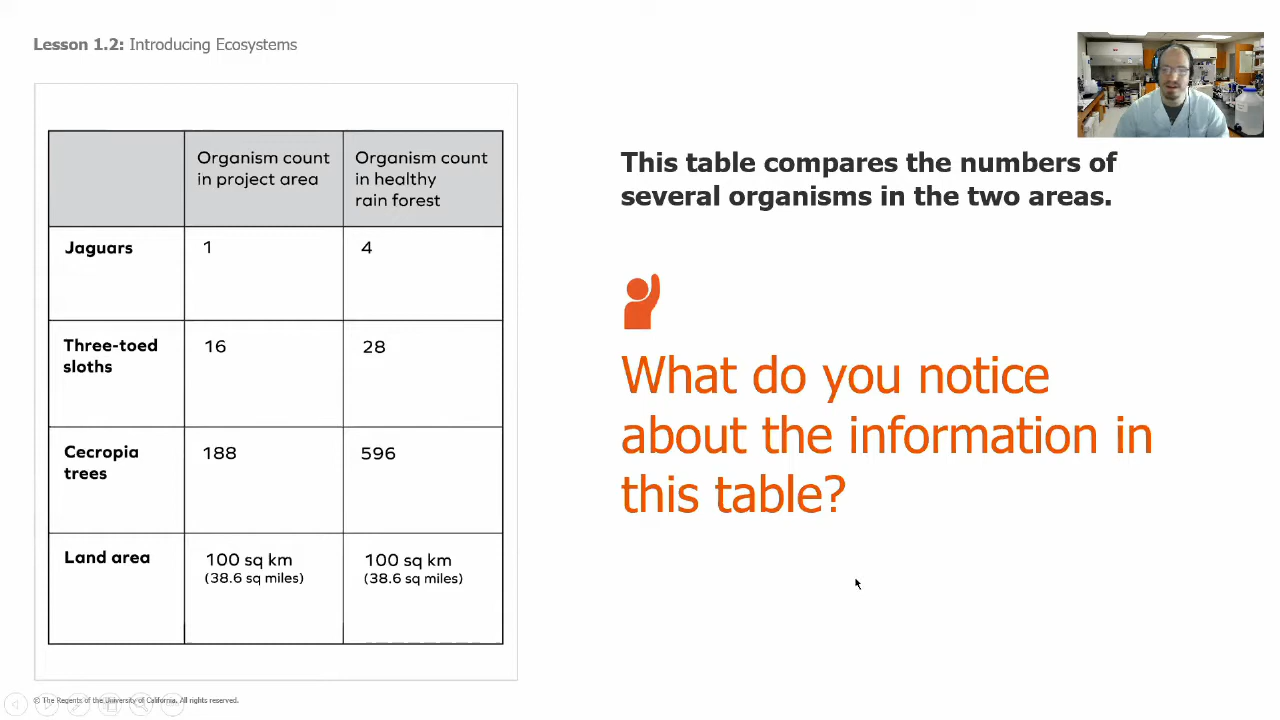 Lesson 1.2: Introducing Ecosystems
Organism count
in project area
Organism count
in healthy
rain forest
Jaguars
1
4
Three-toed
sloths
16
28
Cecropia
trees
188
596
Land area
100 sq km
(38.6 sq miles)
100 sq km
(38.6 sq miles)
This table compares the numbers of
several organisms in the two areas.
What do you notice
about the information in
this table?
© The Regents of the University of California. All rights reserved.